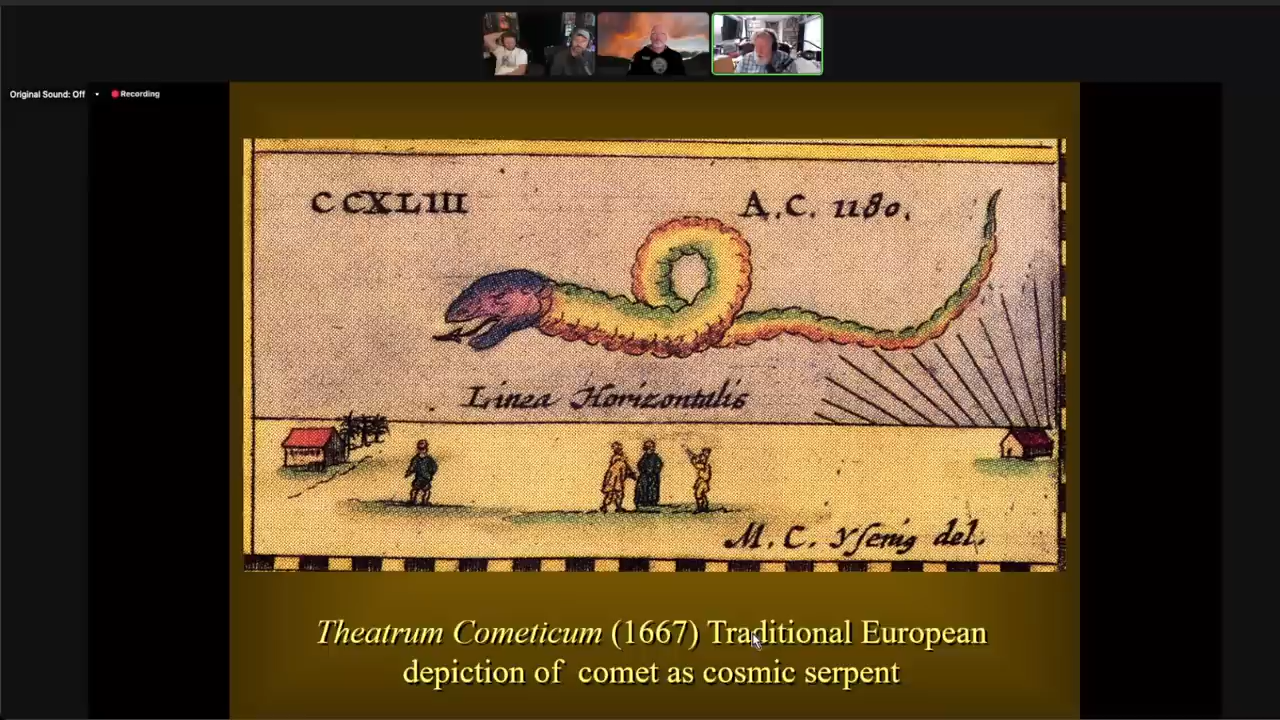 Original Sound: Off
Recording
CCXLIII
A.C. 1180.
Linea Horizontalis
M. C. Yſenig del.
Theatrum Cometicum (1667) Traditional European
depiction of comet as cosmic serpent